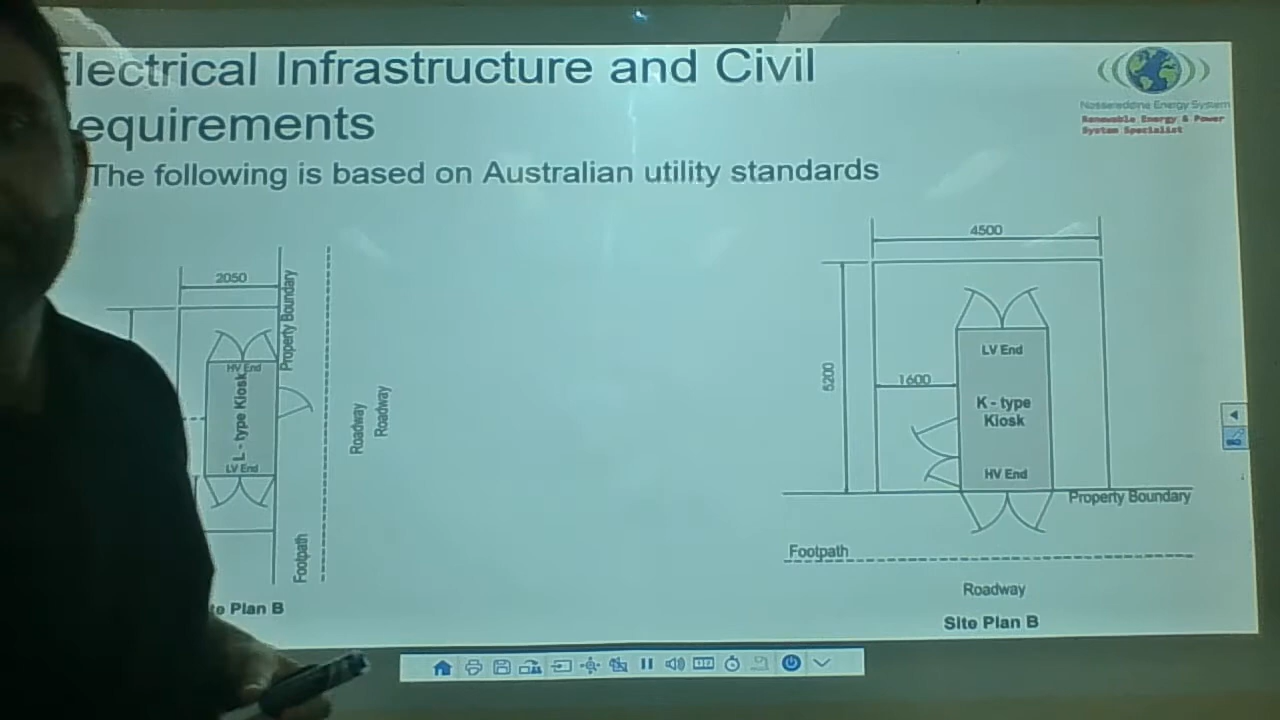 lectrical Infrastructure and Civil
equirements
The following is based on Australian utility standards
Nossereddine Energy System
Renewable Energy & Power
System Specialist
2050
Property Boundary
HV End
L - type Kiosk
LV End
Roadway
Roadway
Footpath
Plan B
4500
5200
1600
LV End
K - type
Kiosk
HV End
Property Boundary
Footpath
Roadway
Site Plan B